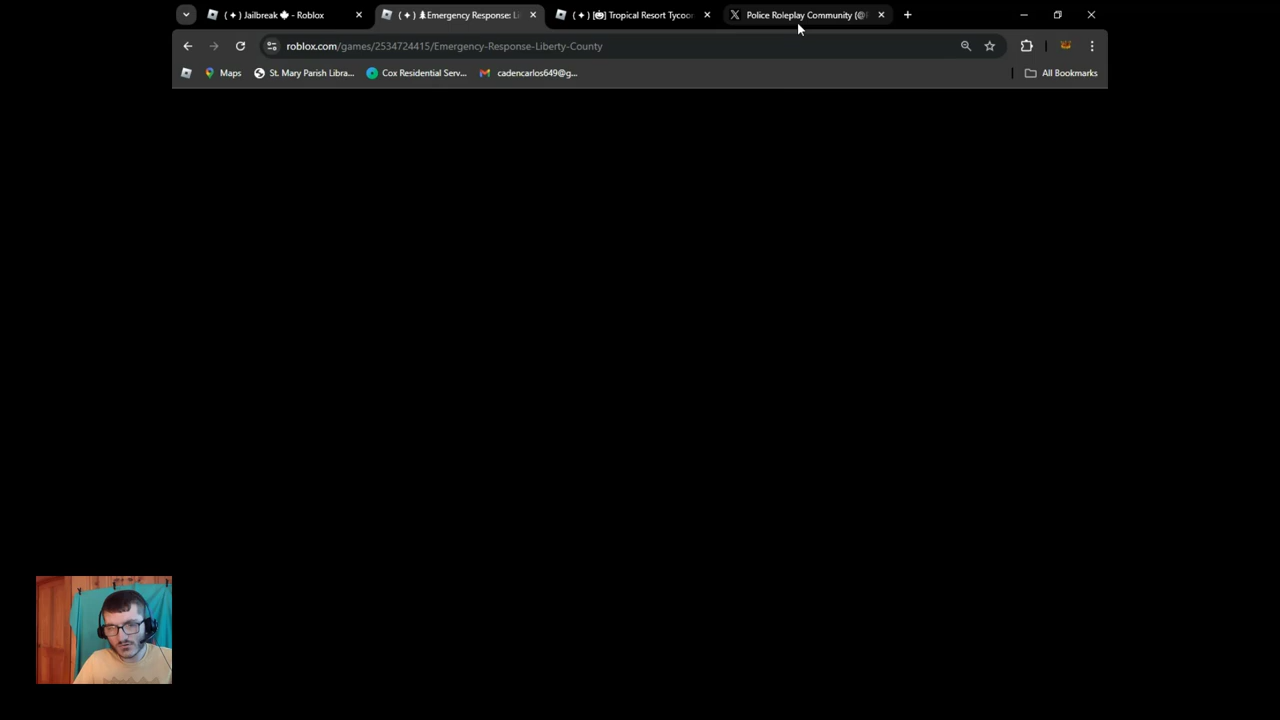 ( ✦ ) Jailbreak 🍁 - Roblox
( ✦ ) 🌲Emergency Response: Li
( ✦ ) [🎃] Tropical Resort Tycoo
Police Roleplay Community (@P
roblox.com/games/2534724415/Emergency-Response-Liberty-County
Maps
St. Mary Parish Libra...
Cox Residential Serv...
cadencarlos649@g...
All Bookmarks